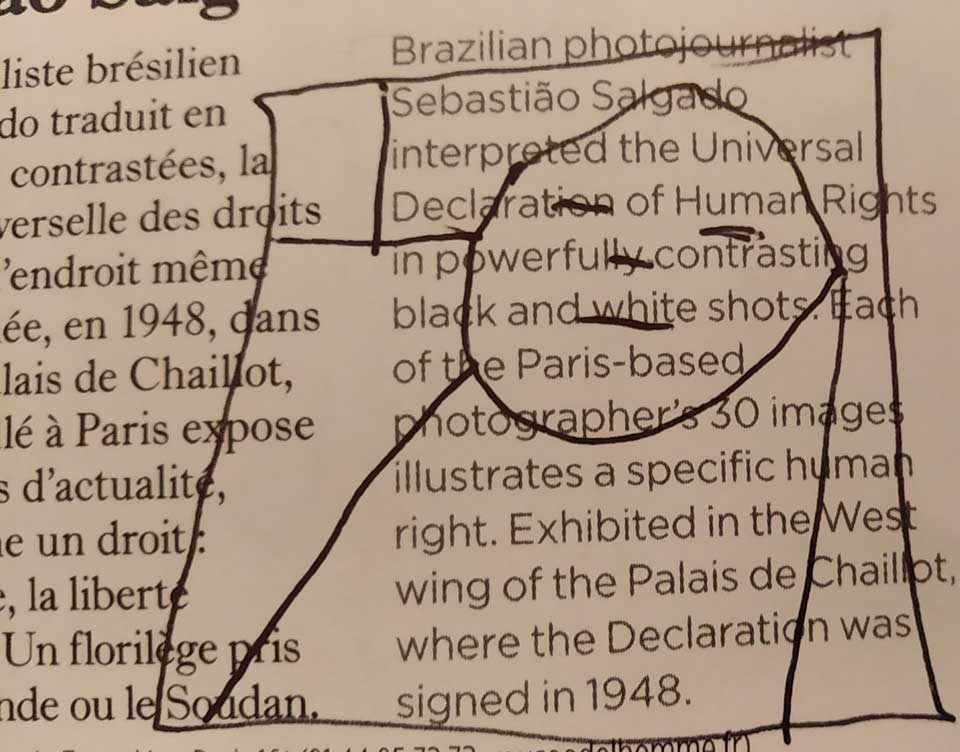 liste brésilien
do traduit en
contrastées, la
verselle des droits
'endroit même
ée, en 1948, dans
lais de Chaillot,
lé à Paris expose
s d'actualité,
e un droit :
, la liberté
Un florilège pris
nde ou le Soudan.
Brazilian photojournalist
Sebastião Salgado
interpreted the Universal
Declaration of Human Rights
in powerfully contrasting
black and white shots. Each
of the Paris-based
photographer's 30 images
illustrates a specific human
right. Exhibited in the West
wing of the Palais de Chaillot,
where the Declaration was
signed in 1948.